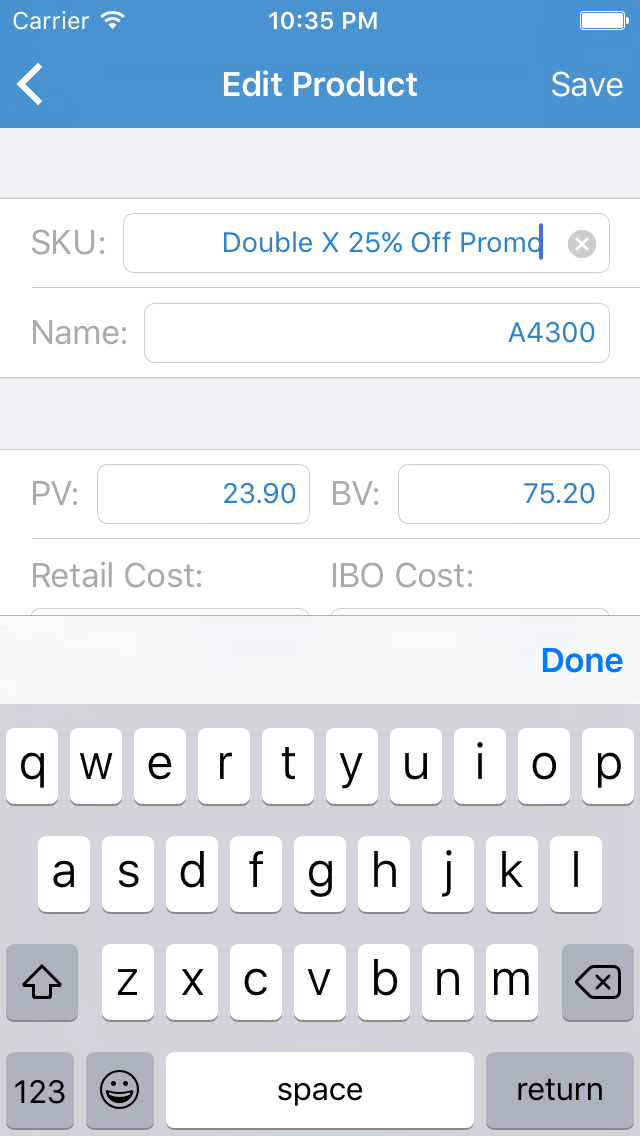 Carrier 10:35 PM
Edit Product Save
SKU: Double X 25% Off Promo
Name: A4300
PV: 23.90 BV: 75.20
Retail Cost: IBO Cost:
Done
q w e r t y u i o p
a s d f g h j k l
z x c v b n m
123 space return